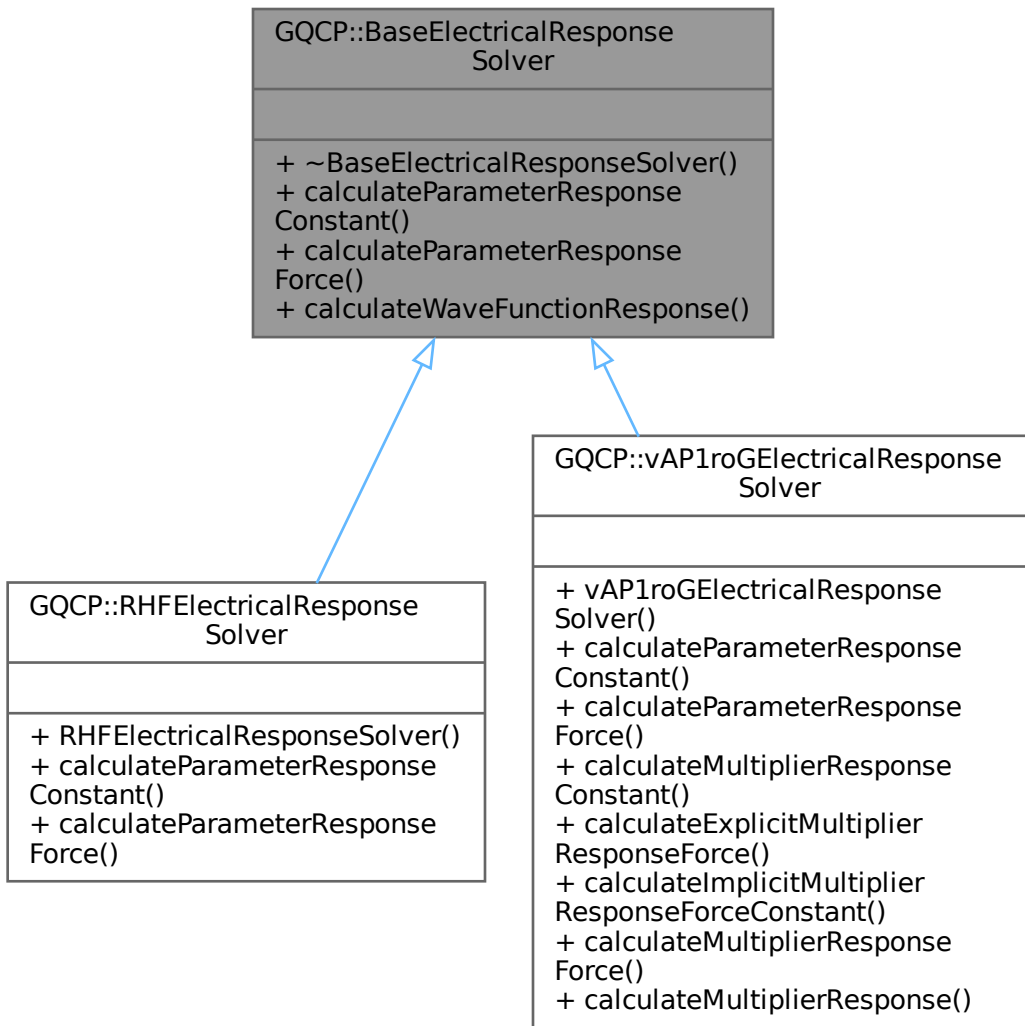 GQCP::BaseElectricalResponse
Solver
+ ~BaseElectricalResponseSolver()
+ calculateParameterResponse
Constant()
+ calculateParameterResponse
Force()
+ calculateWaveFunctionResponse()
GQCP::RHFElectricalResponse
Solver
+ RHFElectricalResponseSolver()
+ calculateParameterResponse
Constant()
+ calculateParameterResponse
Force()
GQCP::vAP1roGElectricalResponse
Solver
+ vAP1roGElectricalResponse
Solver()
+ calculateParameterResponse
Constant()
+ calculateParameterResponse
Force()
+ calculateMultiplierResponse
Constant()
+ calculateExplicitMultiplier
ResponseForce()
+ calculateImplicitMultiplier
ResponseForceConstant()
+ calculateMultiplierResponse
Force()
+ calculateMultiplierResponse()